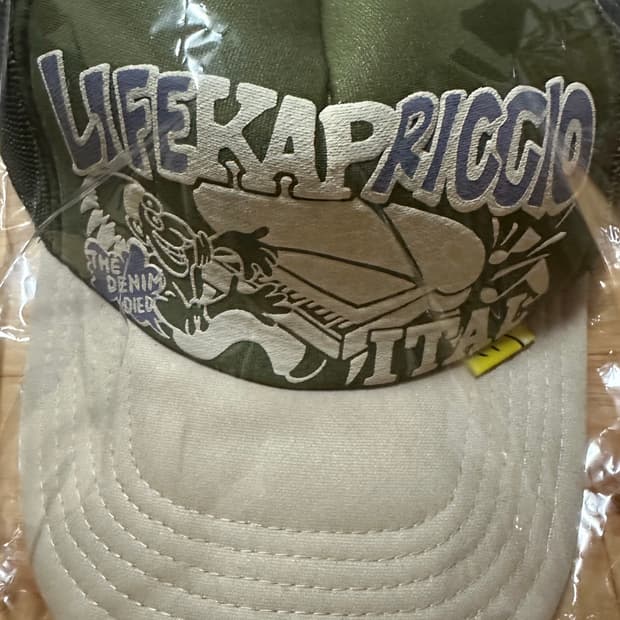 LIFEKAPRICCIO
THE
DENIM
DIED
ITAL